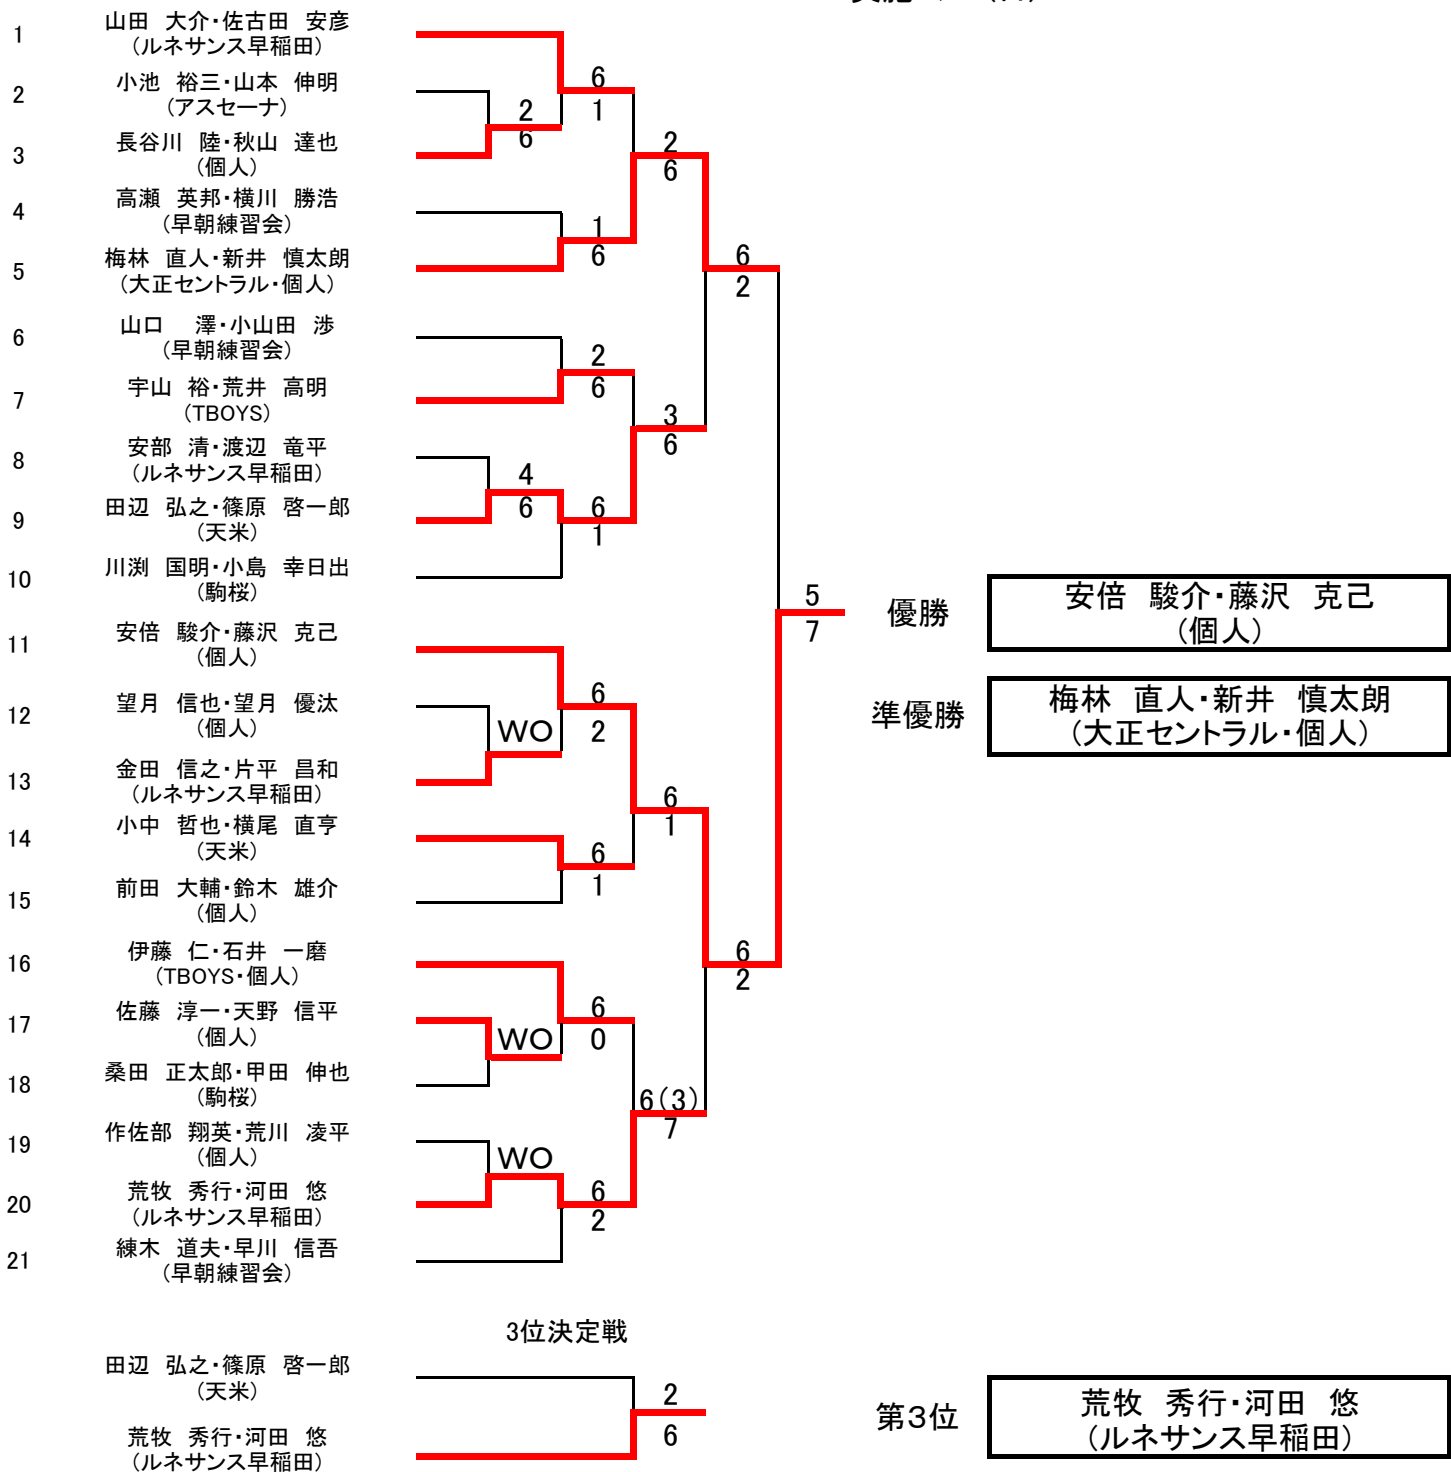 1
山田　大介・佐古田　安彦
(ルネサンス早稲田)
2
小池　裕三・山本　伸明
(アスセーナ)
3
長谷川　陸・秋山　達也
(個人)
4
高瀬　英邦・横川　勝浩
(早朝練習会)
5
梅林　直人・新井　慎太朗
(大正セントラル・個人)
6
山口　澤・小山田　渉
(早朝練習会)
7
宇山　裕・荒井　高明
(TBOYS)
8
安部　清・渡辺　竜平
(ルネサンス早稲田)
9
田辺　弘之・篠原　啓一郎
(天米)
10
川渕　国明・小島　幸日出
(駒桜)
11
安倍　駿介・藤沢　克己
(個人)
12
望月　信也・望月　優汰
(個人)
13
金田　信之・片平　昌和
(ルネサンス早稲田)
14
小中　哲也・横尾　直亨
(天米)
15
前田　大輔・鈴木　雄介
(個人)
16
伊藤　仁・石井　一磨
(TBOYS・個人)
17
佐藤　淳一・天野　信平
(個人)
18
桑田　正太郎・甲田　伸也
(駒桜)
19
作佐部　翔英・荒川　凌平
(個人)
20
荒牧　秀行・河田　悠
(ルネサンス早稲田)
21
練木　道夫・早川　信吾
(早朝練習会)
2
6
4
6
WO
WO
WO
6
1
1
6
2
6
6
1
6
2
6
1
6
0
6
2
2
6
3
6
6
1
6(3)
7
6
2
6
2
5
7
優勝
安倍　駿介・藤沢　克己
(個人)
準優勝
梅林　直人・新井　慎太朗
(大正セントラル・個人)
3位決定戦
田辺　弘之・篠原　啓一郎
(天米)
荒牧　秀行・河田　悠
(ルネサンス早稲田)
2
6
第3位
荒牧　秀行・河田　悠
(ルネサンス早稲田)